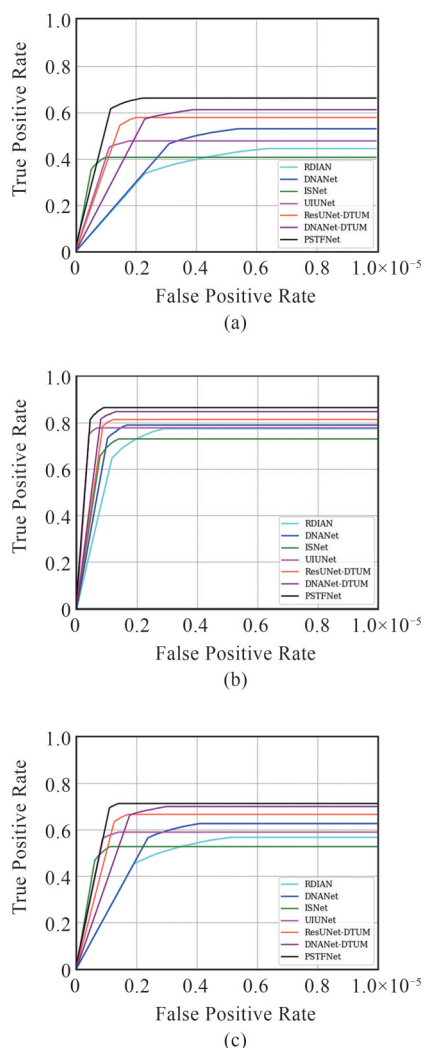 1.0
0.8
0.6
0.4
0.2
0
True Positive Rate
RDIAN
DNANet
ISNet
UIUNet
ResUNet-DTUM
DNANet-DTUM
PSTFNet
0 0.2 0.4 0.6 0.8 1.0×10⁻⁵
False Positive Rate
(a)
1.0
0.8
0.6
0.4
0.2
0
True Positive Rate
RDIAN
DNANet
ISNet
UIUNet
ResUNet-DTUM
DNANet-DTUM
PSTFNet
0 0.2 0.4 0.6 0.8 1.0×10⁻⁵
False Positive Rate
(b)
1.0
0.8
0.6
0.4
0.2
0
True Positive Rate
RDIAN
DNANet
ISNet
UIUNet
ResUNet-DTUM
DNANet-DTUM
PSTFNet
0 0.2 0.4 0.6 0.8 1.0×10⁻⁵
False Positive Rate
(c)